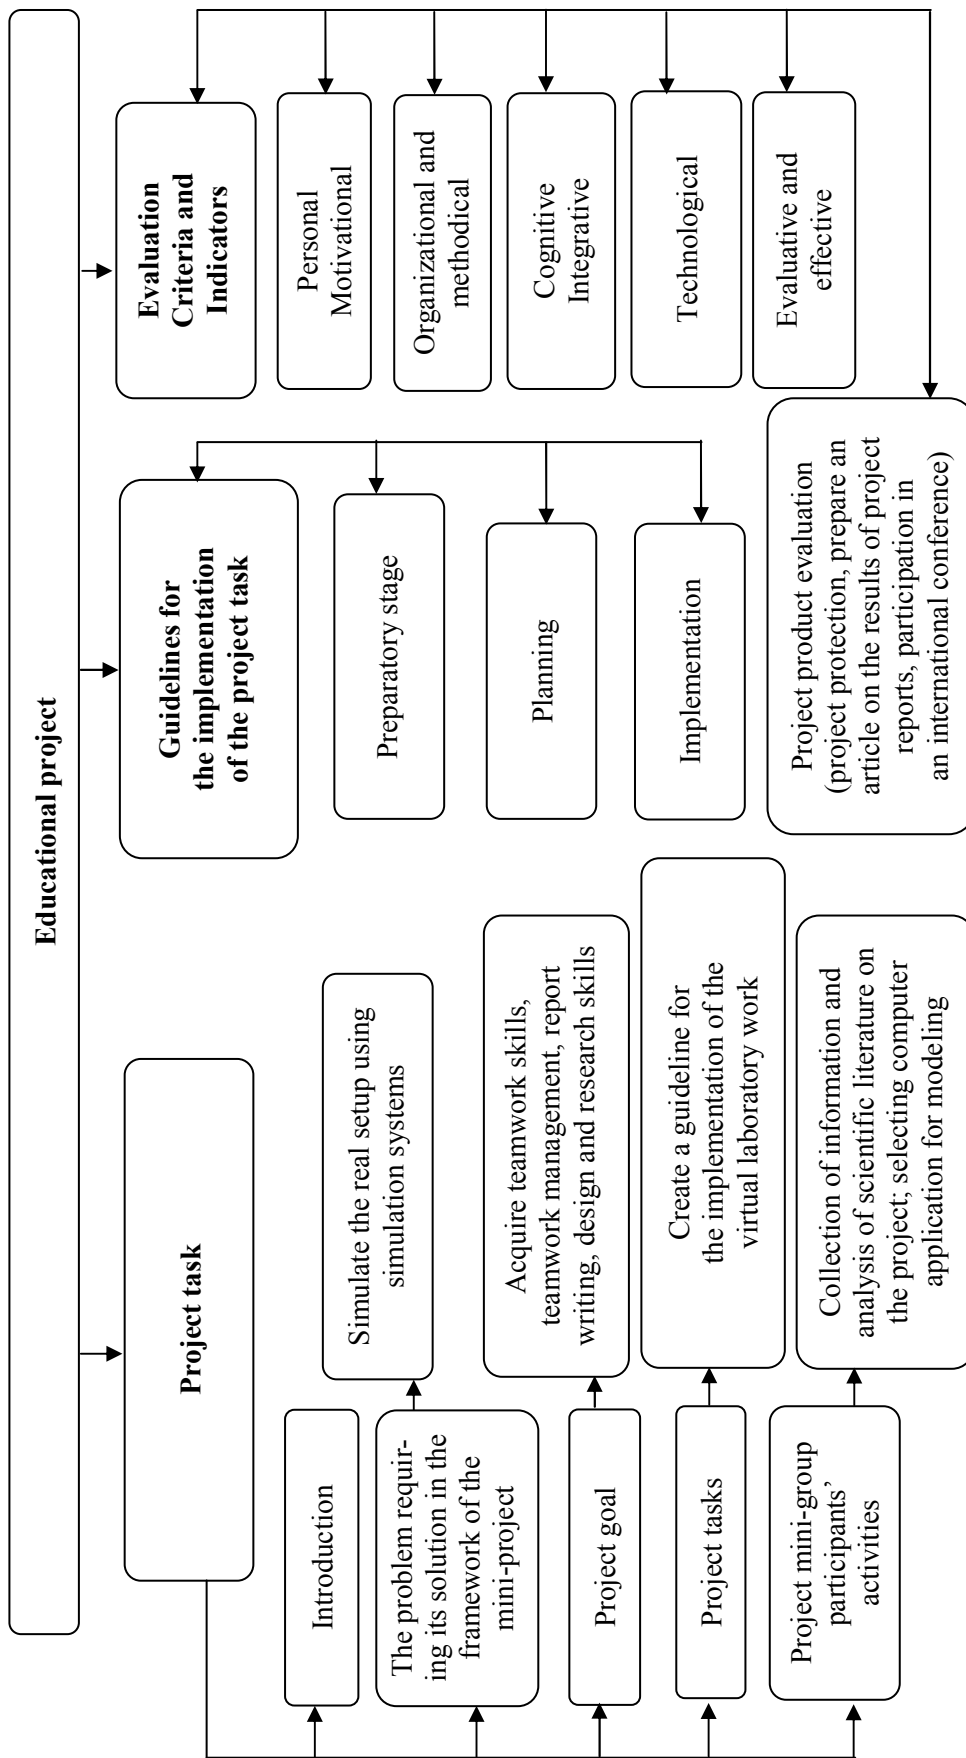 Educational project
Project task
Introduction
The problem requir-
ing its solution in the
framework of the
mini-project
Simulate the real setup using
simulation systems
Project goal
Acquire teamwork skills,
teamwork management, report
writing, design and research skills
Project tasks
Create a guideline for
the implementation of the
virtual laboratory work
Project mini-group
participants’
activities
Collection of information and
analysis of scientific literature on
the project; selecting computer
application for modeling
Guidelines for
the implementation
of the project task
Preparatory stage
Planning
Implementation
Project product evaluation
(project protection, prepare an
article on the results of project
reports, participation in
an international conference)
Evaluation
Criteria and
Indicators
Personal
Motivational
Organizational and
methodical
Cognitive
Integrative
Technological
Evaluative and
effective